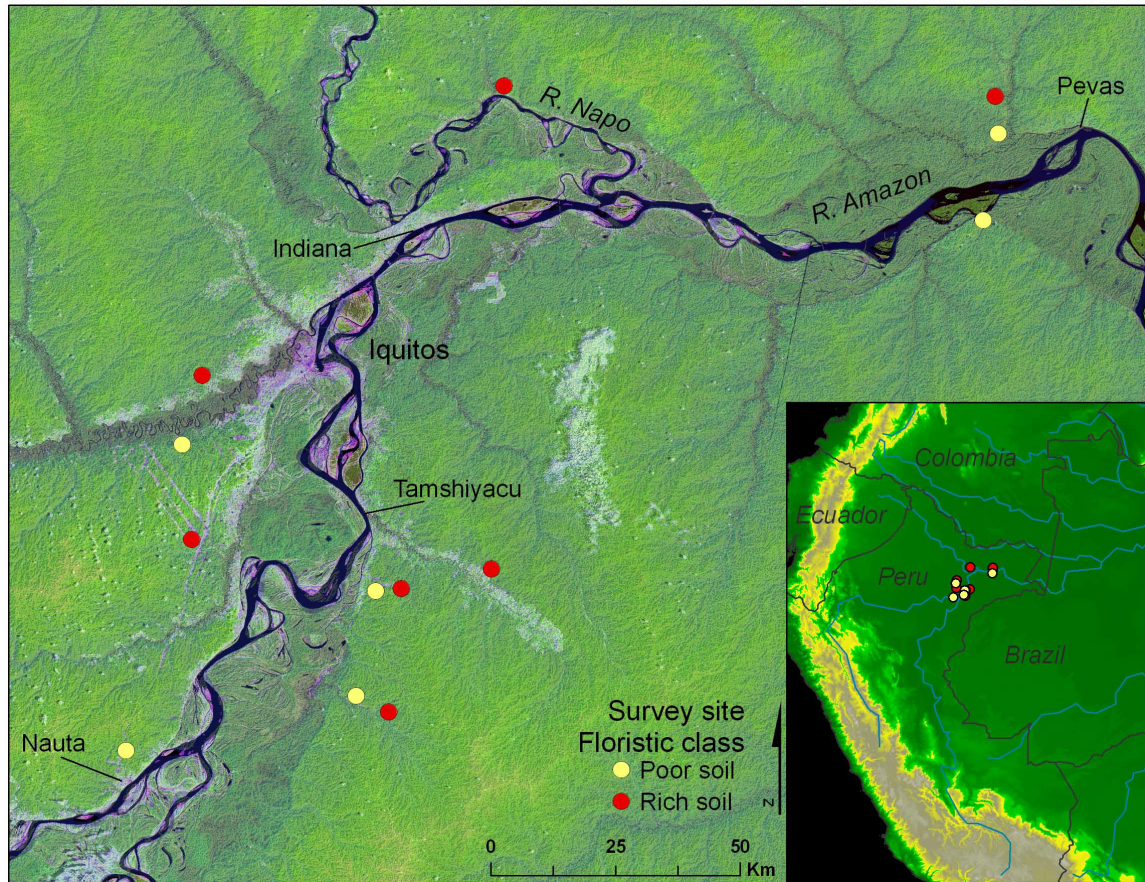 Pevas
R. Napo
R. Amazon
Indiana
Iquitos
Tamshiyacu
Nauta
Survey site
Floristic class
Poor soil
Rich soil
N
0 25 50
Km
Colombia
Ecuador
Peru
Brazil